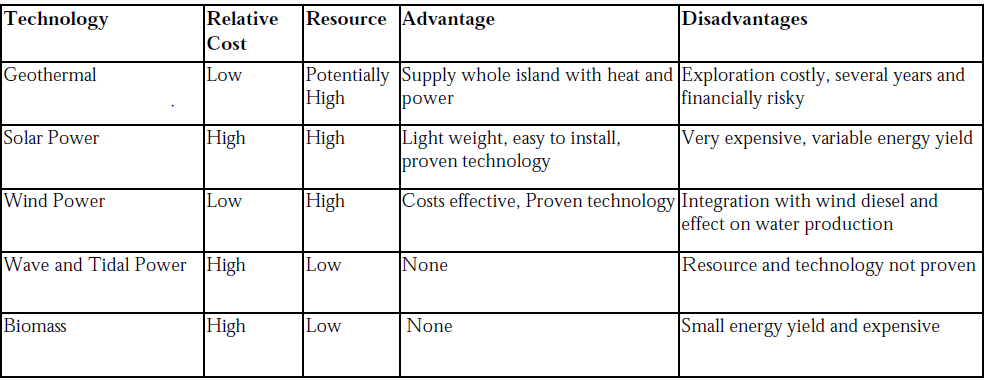 Technology Relative Cost Resource Advantage Disadvantages
Geothermal Low Potentially High Supply whole island with heat and power Exploration costly, several years and financially risky
Solar Power High High Light weight, easy to install, proven technology Very expensive, variable energy yield
Wind Power Low High Costs effective, Proven technology Integration with wind diesel and effect on water production
Wave and Tidal Power High Low None Resource and technology not proven
Biomass High Low None Small energy yield and expensive